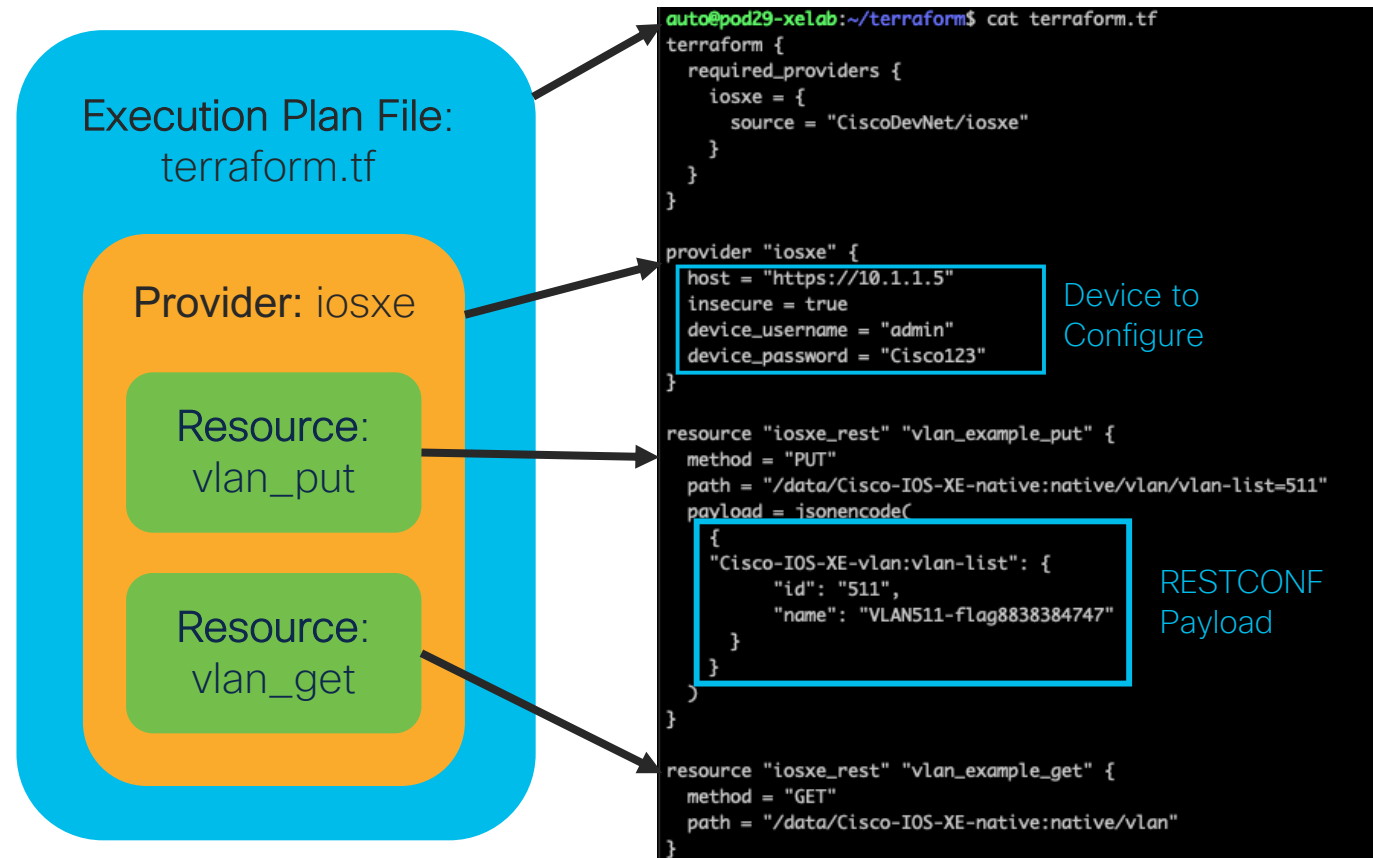 Execution Plan File:
terraform.tf
Provider: iosxe
Resource:
vlan_put
Resource:
vlan_get
auto@pod29-xelab:~/terraform$ cat terraform.tf
terraform {
  required_providers {
    iosxe = {
      source = "CiscoDevNet/iosxe"
    }
  }
}
provider "iosxe" {
  host = "https://10.1.1.5"
  insecure = true
  device_username = "admin"
  device_password = "Cisco123"
}
Device to
Configure
resource "iosxe_rest" "vlan_example_put" {
  method = "PUT"
  path = "/data/Cisco-IOS-XE-native:native/vlan/vlan-list=511"
  payload = jsonencode(
    {
    "Cisco-IOS-XE-vlan:vlan-list": {
          "id": "511",
          "name": "VLAN511-flag8838384747"
      }
    }
  )
}
RESTCONF
Payload
resource "iosxe_rest" "vlan_example_get" {
  method = "GET"
  path = "/data/Cisco-IOS-XE-native:native/vlan"
}